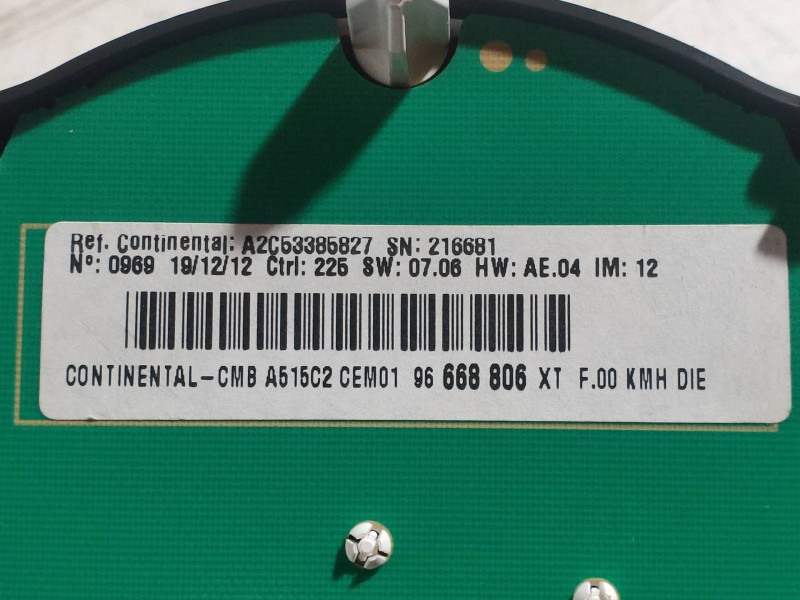 Ref. Continental: A2C53385827 SN: 216681
Nº: 0969 19/12/12 Ctrl: 225 SW: 07.06 HW: AE.04 IM: 12
CONTINENTAL-CMB A515C2 CEM01 96 668 806 XT F.00 KMH DIE